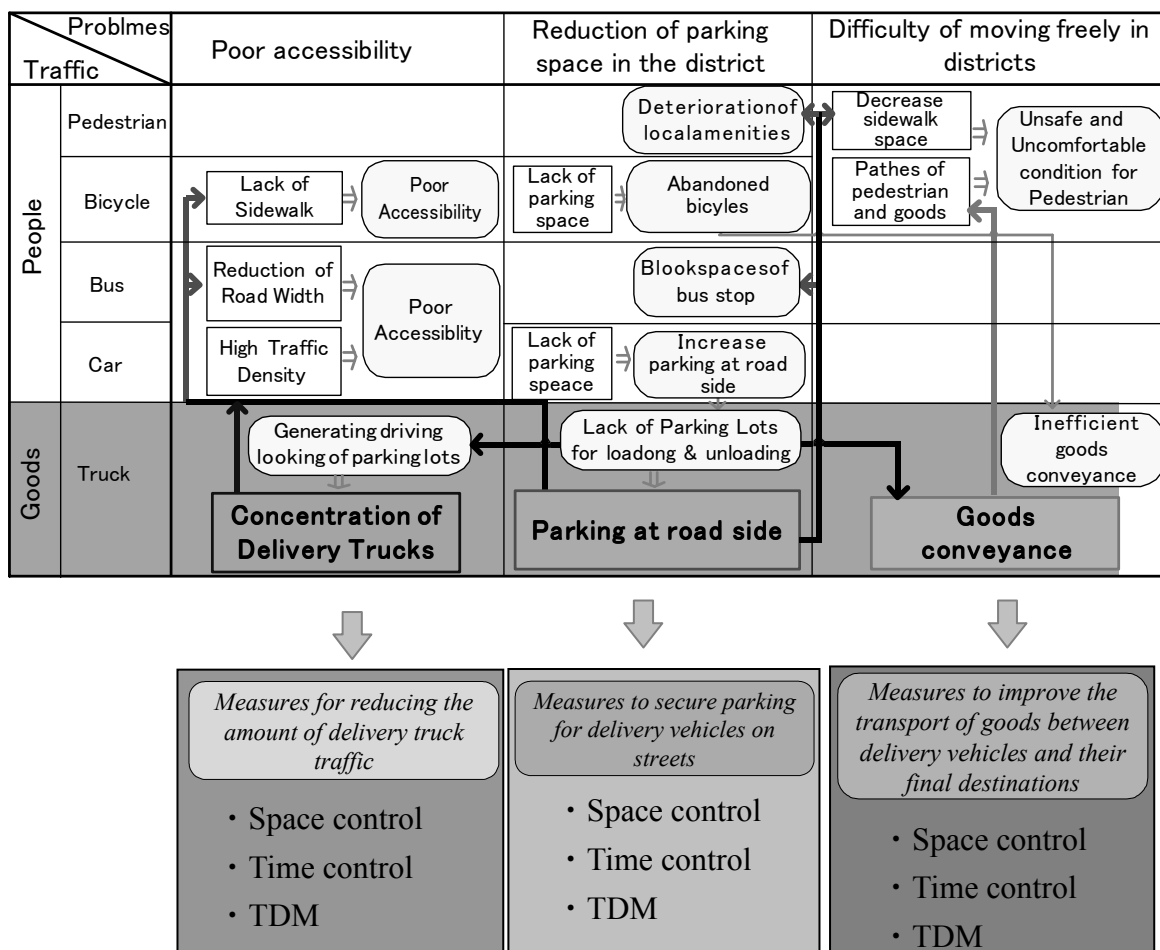 Problmes
Traffic
Poor accessibility
Reduction of parking
space in the district
Difficulty of moving freely in
districts
People
Pedestrian
Deteriorationof
localamenities
Decrease
sidewalk
space
Unsafe and
Uncomfortable
condition for
Pedestrian
Bicycle
Lack of
Sidewalk
Poor
Accessibility
Lack of
parking
space
Abandoned
bicyles
Pathes of
pedestrian
and goods
Bus
Reduction of
Road Width
Poor
Accessiblity
Blookspacesof
bus stop
Car
High Traffic
Density
Lack of
parking
speace
Increase
parking at road
side
Goods
Truck
Generating driving
looking of parking lots
Lack of Parking Lots
for loadong & unloading
Inefficient
goods
conveyance
Concentration of
Delivery Trucks
Parking at road side
Goods
conveyance
Measures for reducing the
amount of delivery truck
traffic
・Space control
・Time control
・TDM
Measures to secure parking
for delivery vehicles on
streets
・Space control
・Time control
・TDM
Measures to improve the
transport of goods between
delivery vehicles and their
final destinations
・Space control
・Time control
・TDM